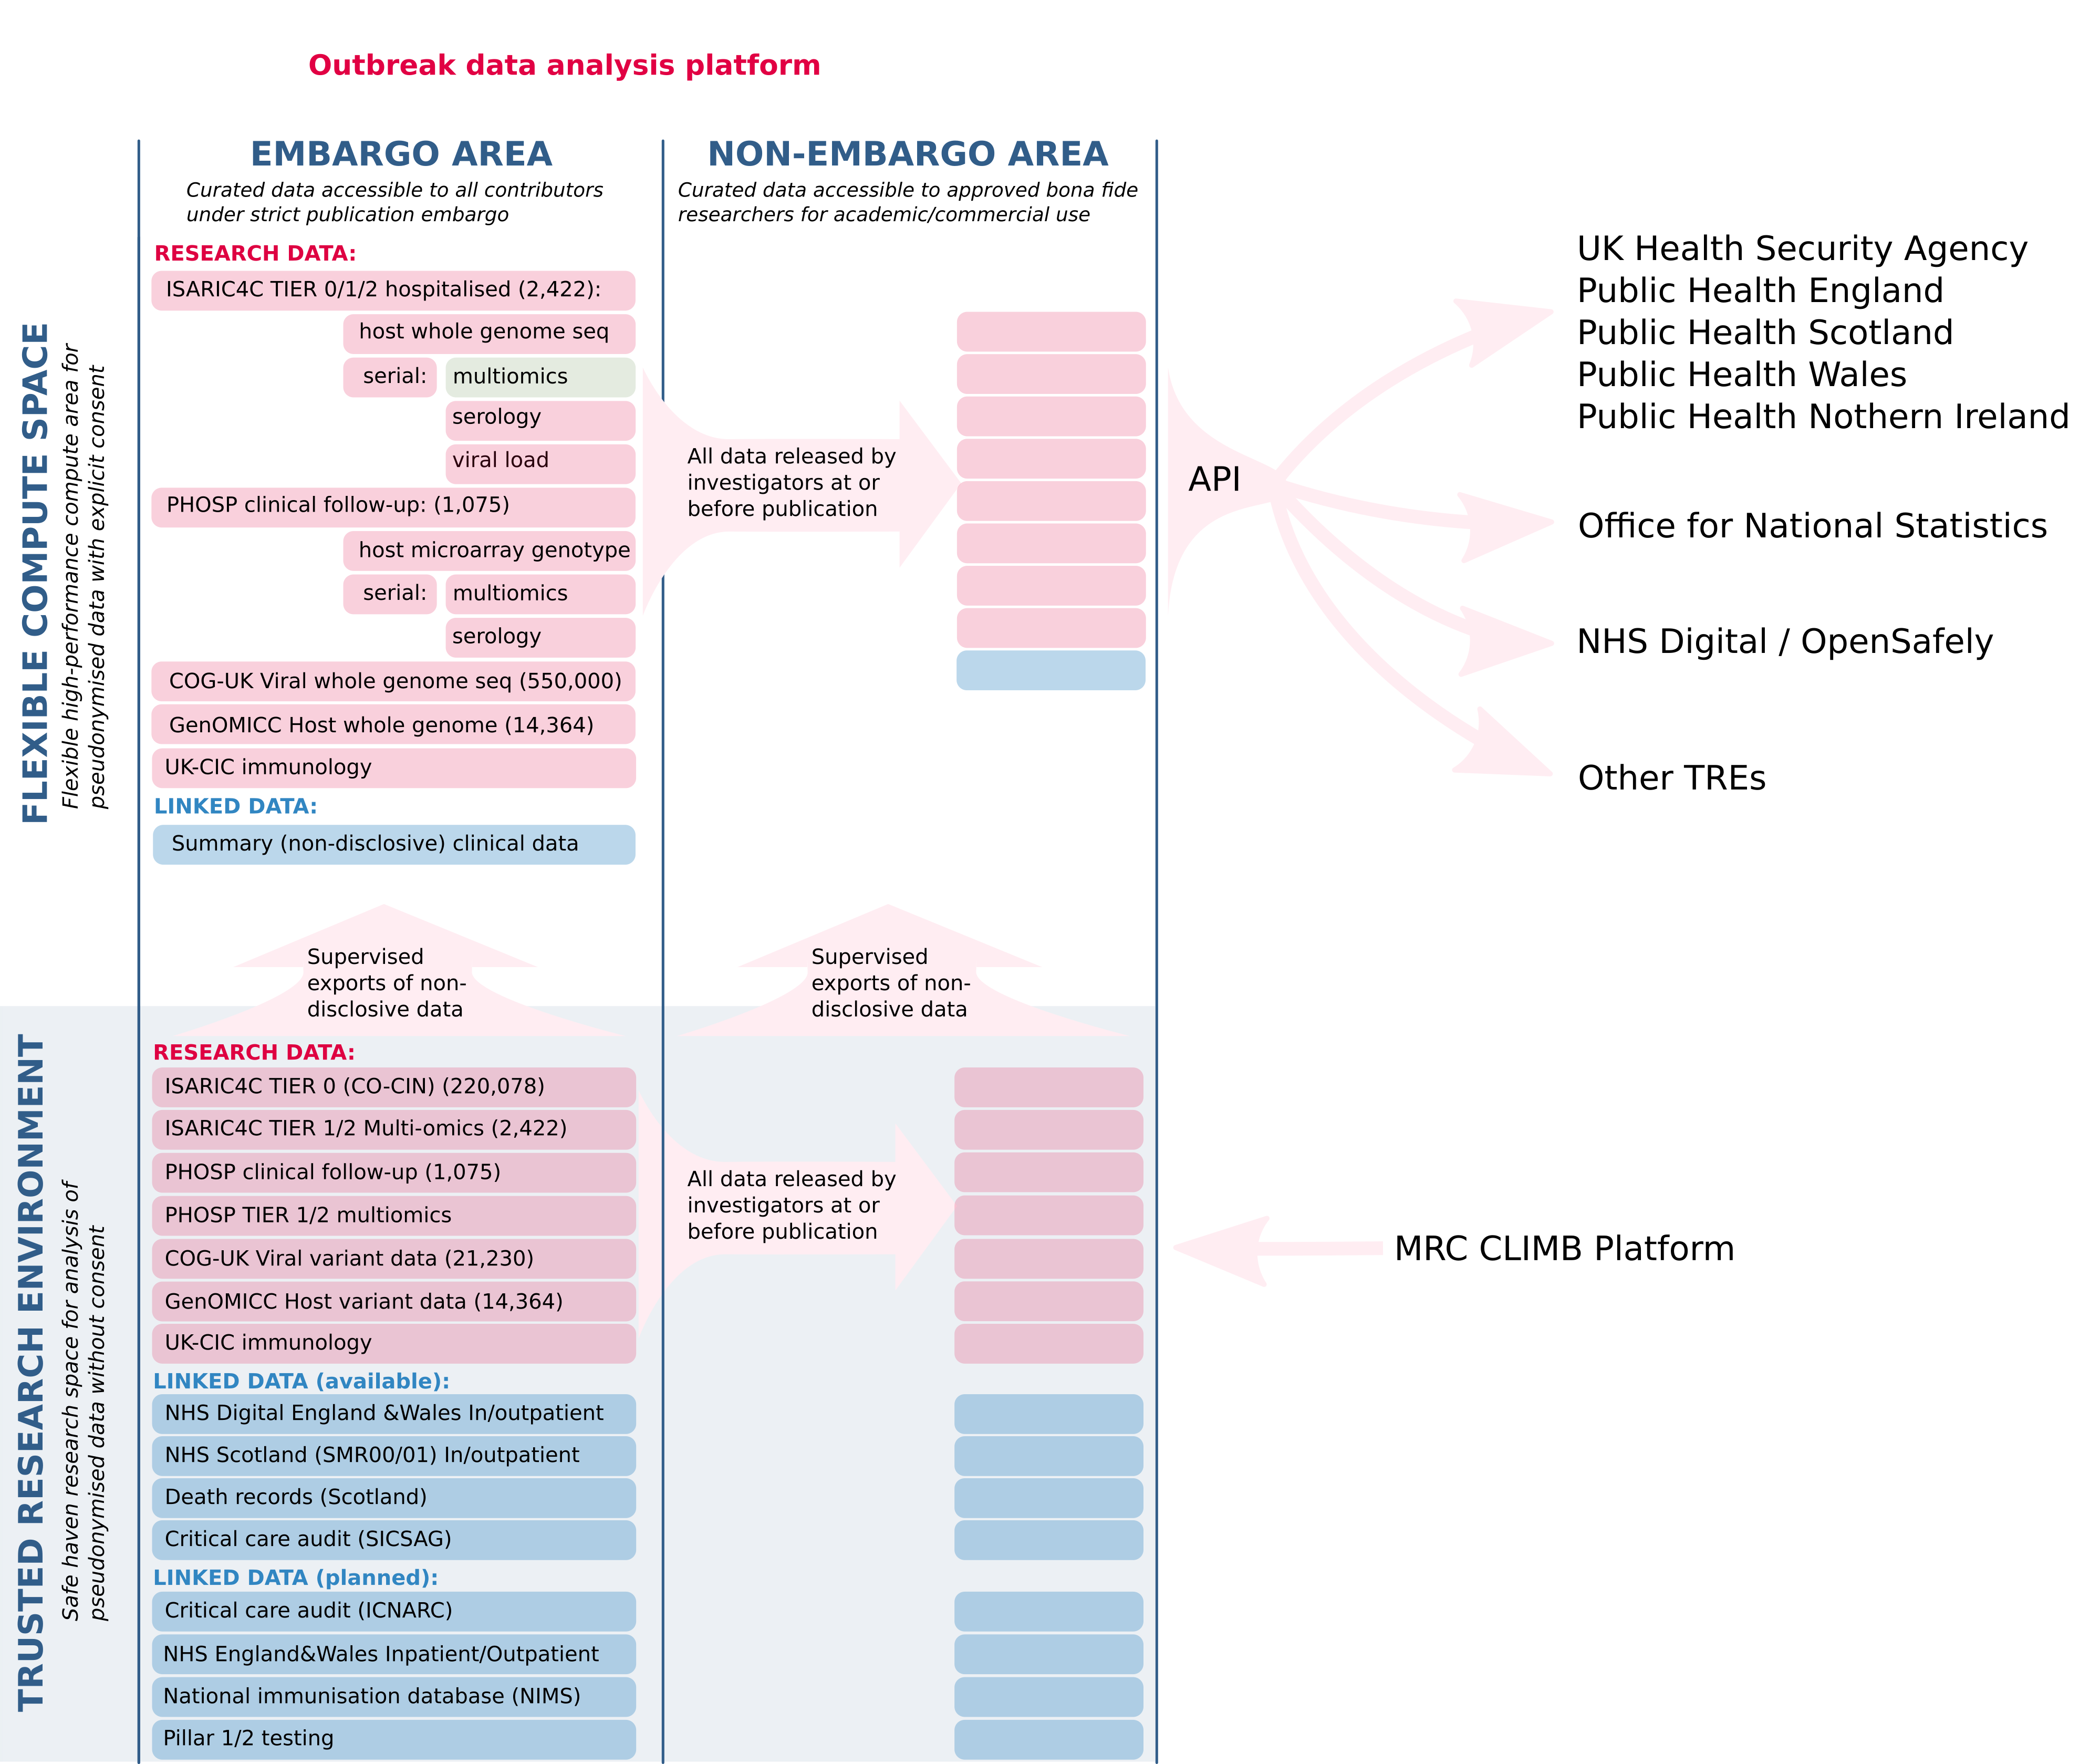 Outbreak data analysis platform
EMBARGO AREA
Curated data accessible to all contributors
under strict publication embargo
NON-EMBARGO AREA
Curated data accessible to approved bona fide
researchers for academic/commercial use
FLEXIBLE COMPUTE SPACE
Flexible high-performance compute area for
pseudonymised data with explicit consent
RESEARCH DATA:
ISARIC4C TIER 0/1/2 hospitalised (2,422):
host whole genome seq
serial: multiomics
serology
viral load
PHOSP clinical follow-up: (1,075)
host microarray genotype
serial: multiomics
serology
COG-UK Viral whole genome seq (550,000)
GenOMICC Host whole genome (14,364)
UK-CIC immunology
LINKED DATA:
Summary (non-disclosive) clinical data
All data released by
investigators at or
before publication
API
UK Health Security Agency
Public Health England
Public Health Scotland
Public Health Wales
Public Health Nothern Ireland
Office for National Statistics
NHS Digital / OpenSafely
Other TREs
Supervised
exports of non-
disclosive data
Supervised
exports of non-
disclosive data
TRUSTED RESEARCH ENVIRONMENT
Safe haven research space for analysis of
pseudonymised data without consent
RESEARCH DATA:
ISARIC4C TIER 0 (CO-CIN) (220,078)
ISARIC4C TIER 1/2 Multi-omics (2,422)
PHOSP clinical follow-up (1,075)
PHOSP TIER 1/2 multiomics
COG-UK Viral variant data (21,230)
GenOMICC Host variant data (14,364)
UK-CIC immunology
LINKED DATA (available):
NHS Digital England &Wales In/outpatient
NHS Scotland (SMR00/01) In/outpatient
Death records (Scotland)
Critical care audit (SICSAG)
LINKED DATA (planned):
Critical care audit (ICNARC)
NHS England&Wales Inpatient/Outpatient
National immunisation database (NIMS)
Pillar 1/2 testing
All data released by
investigators at or
before publication
MRC CLIMB Platform